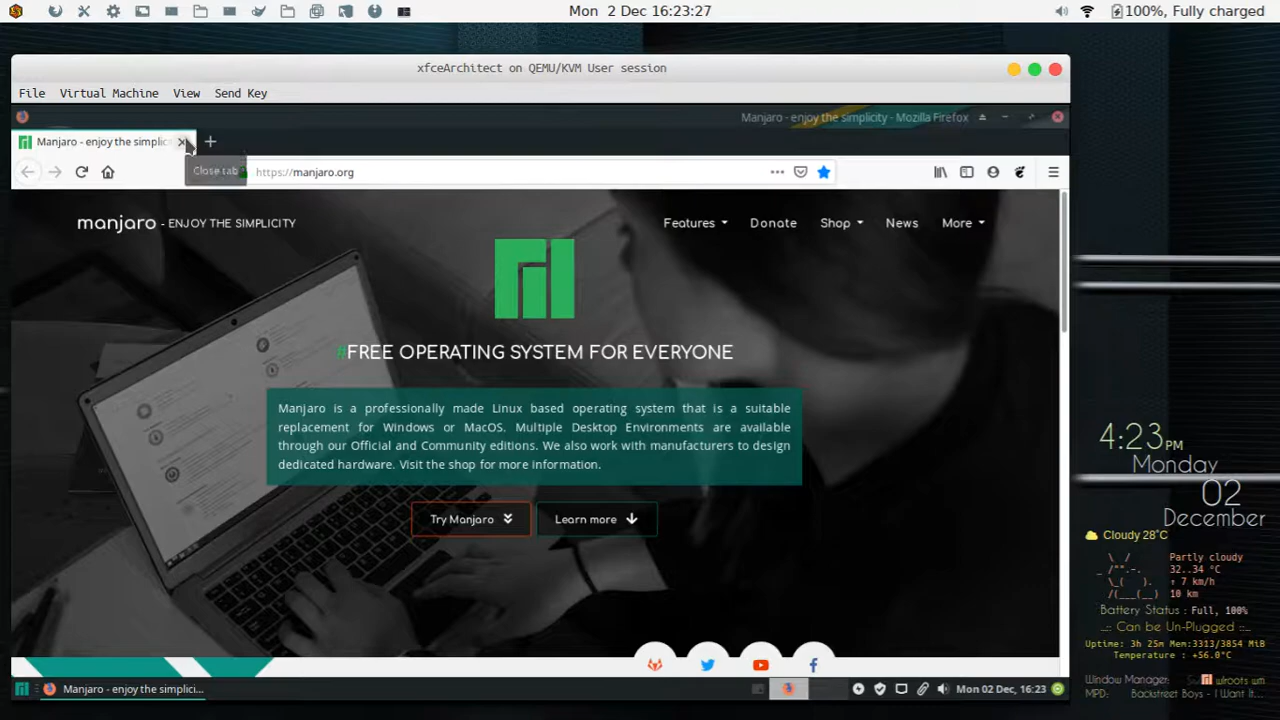 Mon 2 Dec 16:23:27
100%, Fully charged
xfceArchitect on QEMU/KVM User session
File Virtual Machine View Send Key
Manjaro - enjoy the simplicity - Mozilla Firefox
Manjaro - enjoy the simplic
Close tab
https://manjaro.org
manjaro - ENJOY THE SIMPLICITY
Features Donate Shop News More
#FREE OPERATING SYSTEM FOR EVERYONE
Manjaro is a professionally made Linux based operating system that is a suitable
replacement for Windows or MacOS. Multiple Desktop Environments are available
through our Official and Community editions. We also work with manufacturers to design
dedicated hardware. Visit the shop for more information.
Try Manjaro
Learn more
4:23PM
Monday
02
December
Cloudy 28°C
Partly cloudy
32..34 °C
↑ 7 km/h
10 km
Battery Status : Full, 100%
..:: Can be Un-Plugged ::..
Uptime: 3h 25m Mem:3313/3854 MiB
Temperature : +56.0°C
Window Manager: wlroots wm
MPD: Backstreet Boys - I Want It...
Manjaro - enjoy the simplici...
Mon 02 Dec, 16:23